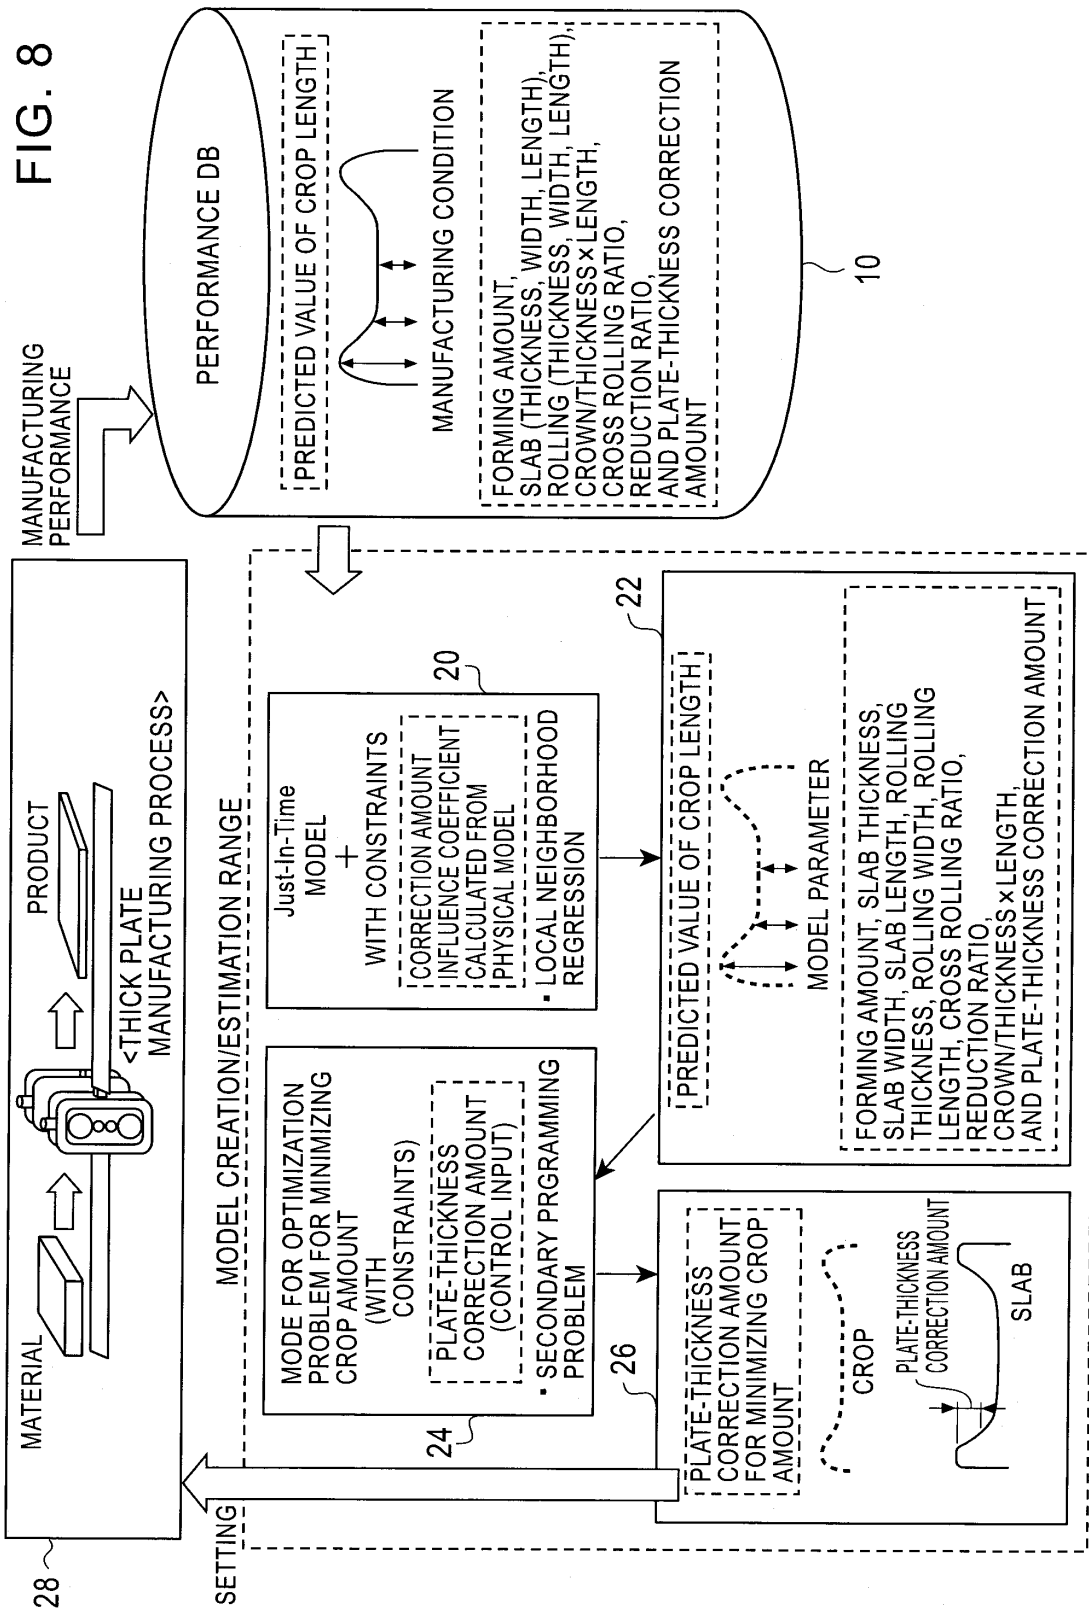 FIG. 8
28
MATERIAL
PRODUCT
<THICK PLATE
MANUFACTURING PROCESS>
MANUFACTURING
PERFORMANCE
PERFORMANCE DB
PREDICTED VALUE OF CROP LENGTH
MANUFACTURING CONDITION
FORMING AMOUNT,
SLAB (THICKNESS, WIDTH, LENGTH),
ROLLING (THICKNESS, WIDTH, LENGTH),
CROWN/THICKNESS×LENGTH,
CROSS ROLLING RATIO,
REDUCTION RATIO,
AND PLATE-THICKNESS CORRECTION
AMOUNT
10
SETTING
MODEL CREATION/ESTIMATION RANGE
MODE FOR OPTIMIZATION
PROBLEM FOR MINIMIZING
CROP AMOUNT
(WITH
CONSTRAINTS)
PLATE-THICKNESS
CORRECTION AMOUNT
(CONTROL INPUT)
▪ SECONDARY PRGRAMMING
PROBLEM
24
Just-In-Time
MODEL
+
WITH CONSTRAINTS
CORRECTION AMOUNT
INFLUENCE COEFFICIENT
CALCULATED FROM
PHYSICAL MODEL
▪ LOCAL NEIGHBORHOOD
REGRESSION
20
26
PLATE-THICKNESS
CORRECTION AMOUNT
FOR MINIMIZING CROP
AMOUNT
CROP
PLATE-THICKNESS
CORRECTION AMOUNT
SLAB
22
PREDICTED VALUE OF CROP LENGTH
MODEL PARAMETER
FORMING AMOUNT, SLAB THICKNESS,
SLAB WIDTH, SLAB LENGTH, ROLLING
THICKNESS, ROLLING WIDTH, ROLLING
LENGTH, CROSS ROLLING RATIO,
REDUCTION RATIO,
CROWN/THICKNESS×LENGTH,
AND PLATE-THICKNESS CORRECTION AMOUNT